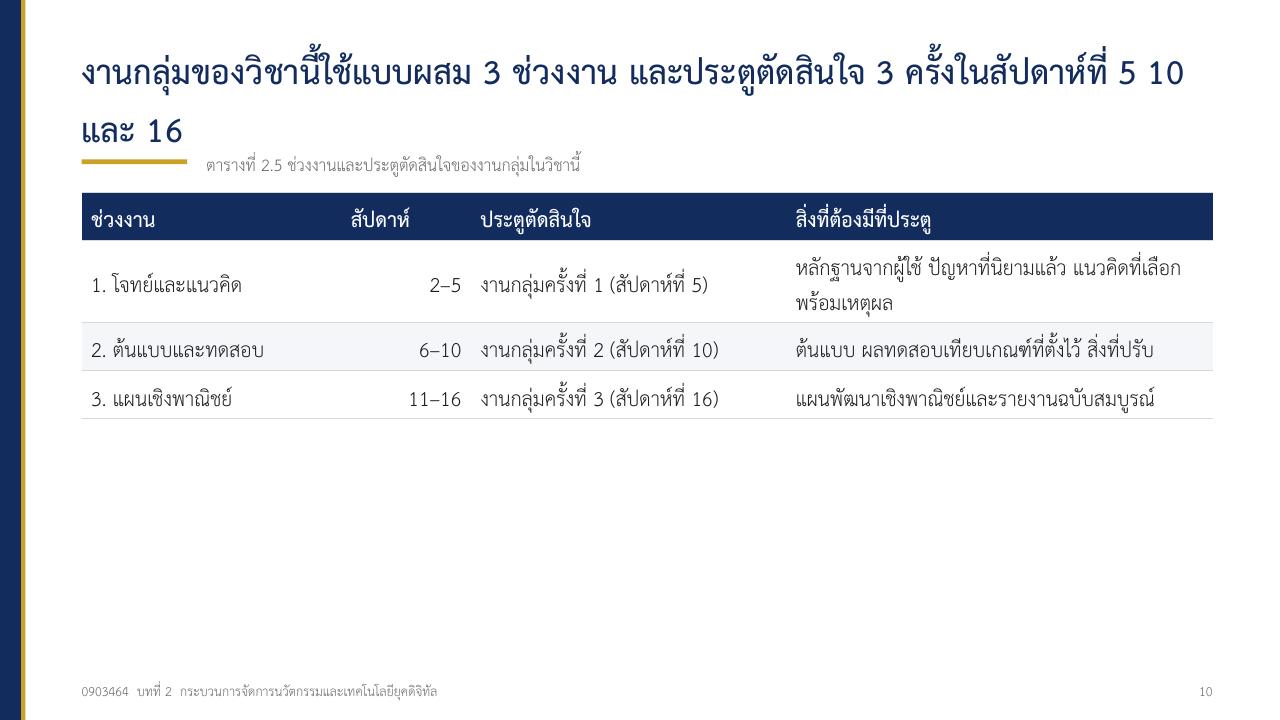 งานกลุ่มของวิชานี้ใช้แบบผสม 3 ช่วงงาน และประตูตัดสินใจ 3 ครั้งในสัปดาห์ที่ 5 10
และ 16
ตารางที่ 2.5 ช่วงงานและประตูตัดสินใจของงานกลุ่มในวิชานี้
ช่วงงาน สัปดาห์ ประตูตัดสินใจ สิ่งที่ต้องมีที่ประตู
1. โจทย์และแนวคิด 2–5 งานกลุ่มครั้งที่ 1 (สัปดาห์ที่ 5) หลักฐานจากผู้ใช้ ปัญหาที่นิยามแล้ว แนวคิดที่เลือก
พร้อมเหตุผล
2. ต้นแบบและทดสอบ 6–10 งานกลุ่มครั้งที่ 2 (สัปดาห์ที่ 10) ต้นแบบ ผลทดสอบเทียบเกณฑ์ที่ตั้งไว้ สิ่งที่ปรับ
3. แผนเชิงพาณิชย์ 11–16 งานกลุ่มครั้งที่ 3 (สัปดาห์ที่ 16) แผนพัฒนาเชิงพาณิชย์และรายงานฉบับสมบูรณ์
0903464 บทที่ 2 กระบวนการจัดการนวัตกรรมและเทคโนโลยียุคดิจิทัล 10